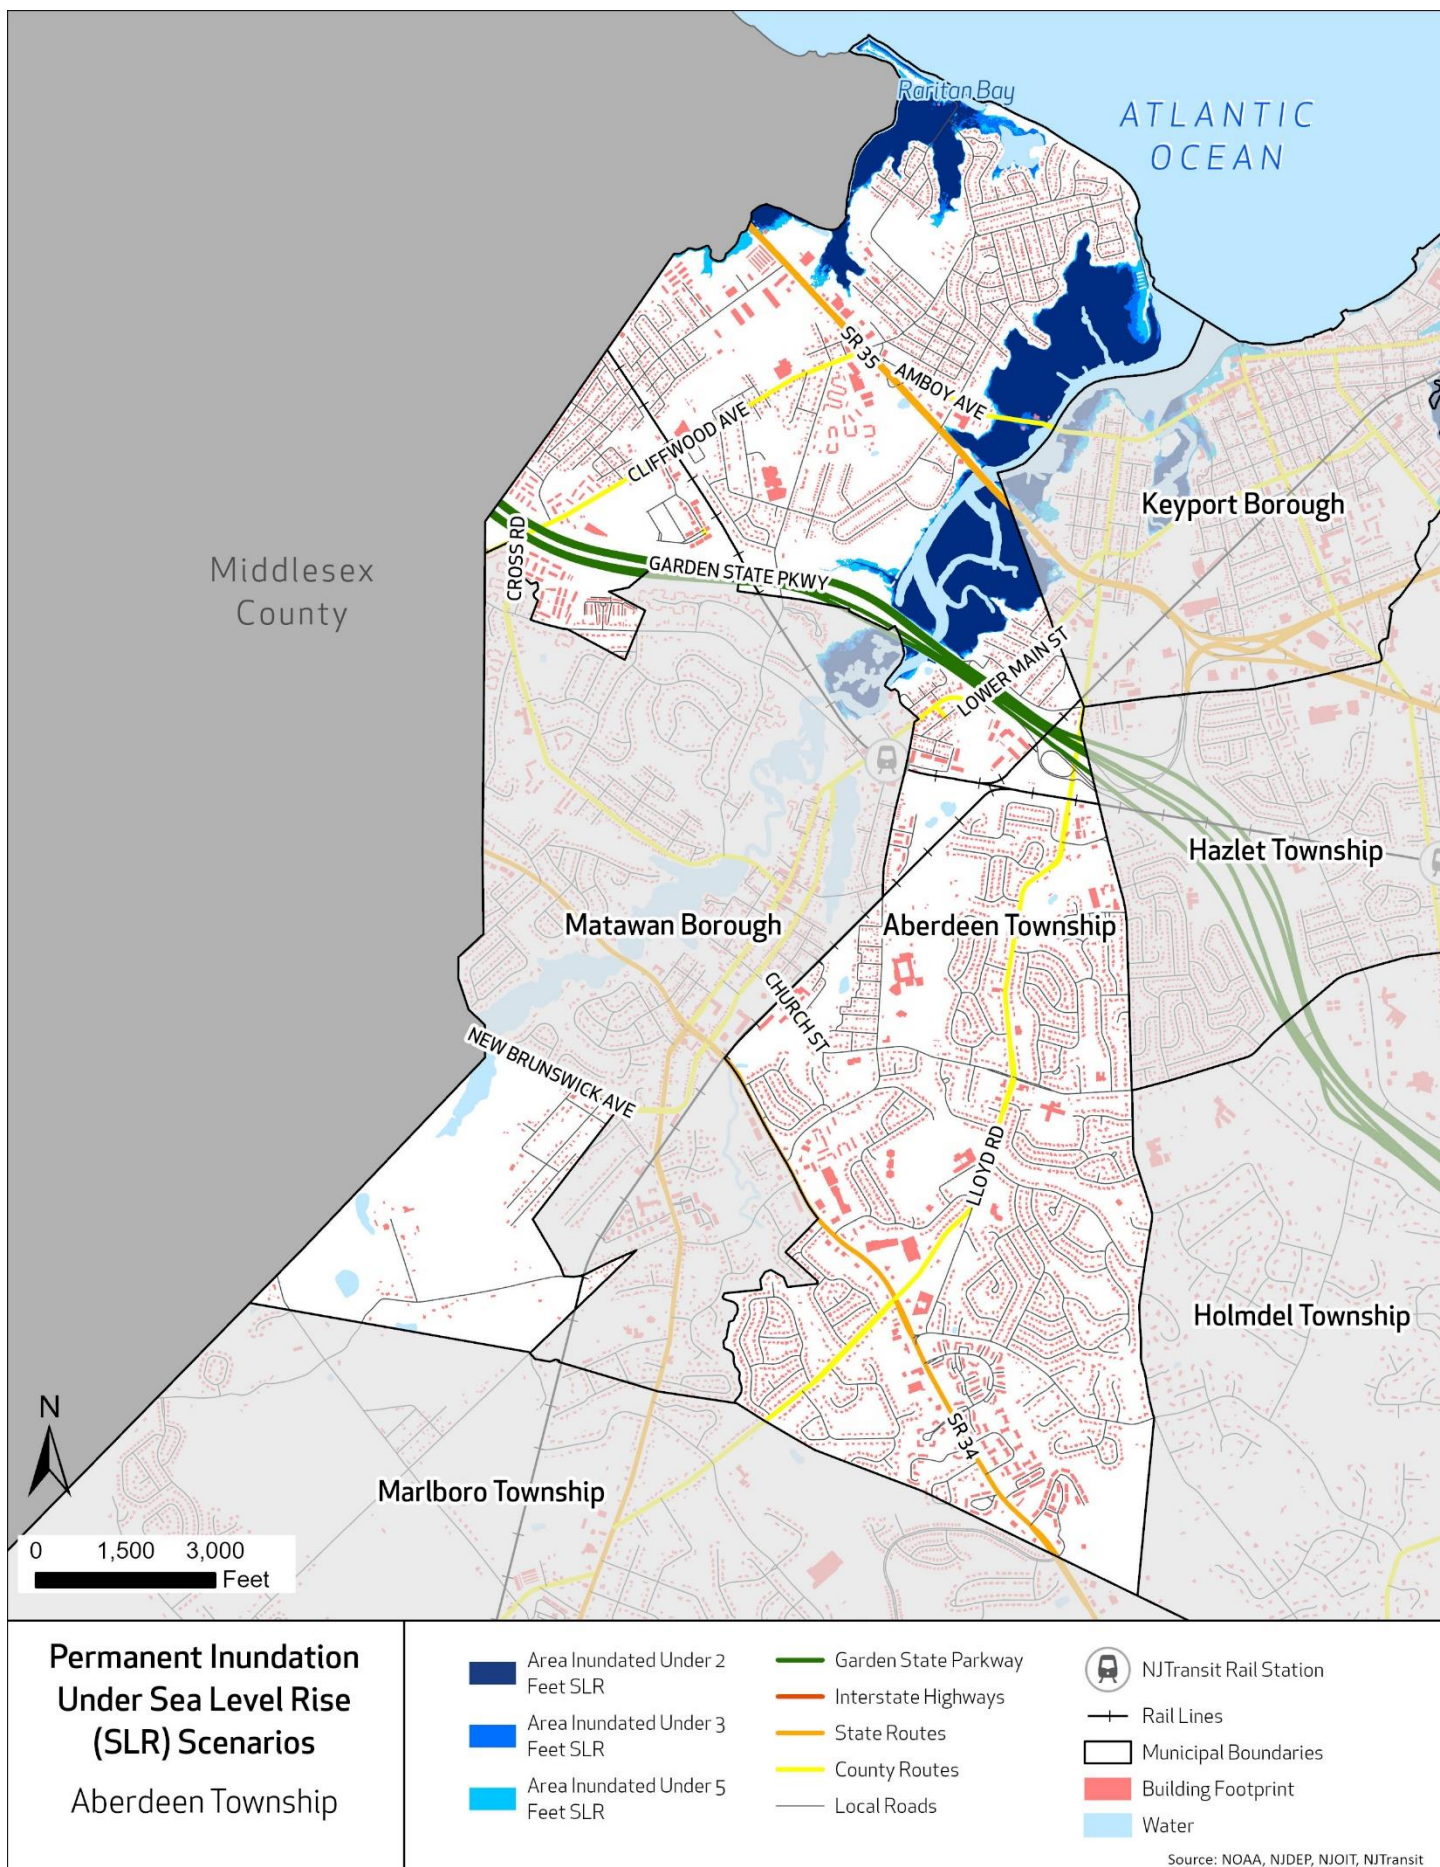 Raritan Bay
ATLANTIC
OCEAN
SR 35
AMBOY AVE
CLIFFWOOD AVE
Keyport Borough
Middlesex
County
CROSS RD
GARDEN STATE PKWY
LOWER MAIN ST
Hazlet Township
Matawan Borough
Aberdeen Township
CHURCH ST
NEW BRUNSWICK AVE
LLOYD RD
Holmdel Township
N
SR 34
Marlboro Township
0 1,500 3,000
Feet
Permanent Inundation
Under Sea Level Rise
(SLR) Scenarios
Aberdeen Township
Area Inundated Under 2
Feet SLR
Area Inundated Under 3
Feet SLR
Area Inundated Under 5
Feet SLR
Garden State Parkway
Interstate Highways
State Routes
County Routes
Local Roads
NJTransit Rail Station
Rail Lines
Municipal Boundaries
Building Footprint
Water
Source: NOAA, NJDEP, NJOIT, NJTransit